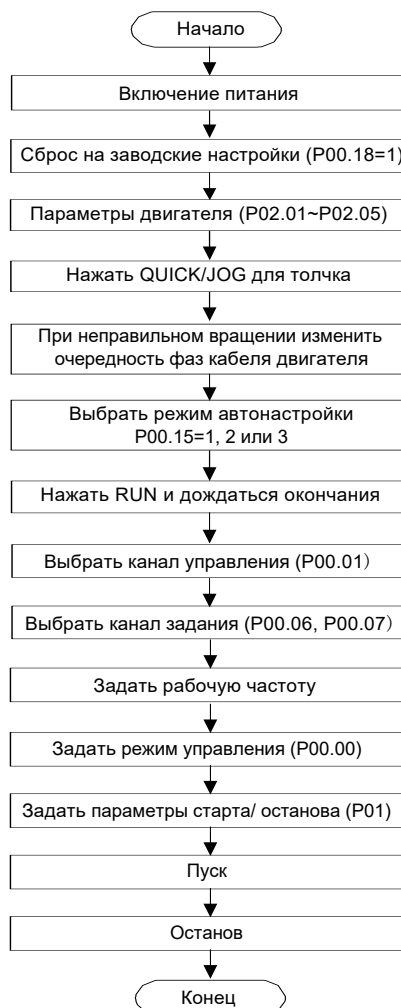 Начало
Включение питания
Сброс на заводские настройки (P00.18=1)
Параметры двигателя (P02.01~P02.05)
Нажать QUICK/JOG для толчка
При неправильном вращении изменить
очередность фаз кабеля двигателя
Выбрать режим автонастройки
P00.15=1, 2 или 3
Нажать RUN и дождаться окончания
Выбрать канал управления (P00.01）
Выбрать канал задания (P00.06, P00.07）
Задать рабочую частоту
Задать режим управления (P00.00)
Задать параметры старта/ останова (P01)
Пуск
Останов
Конец